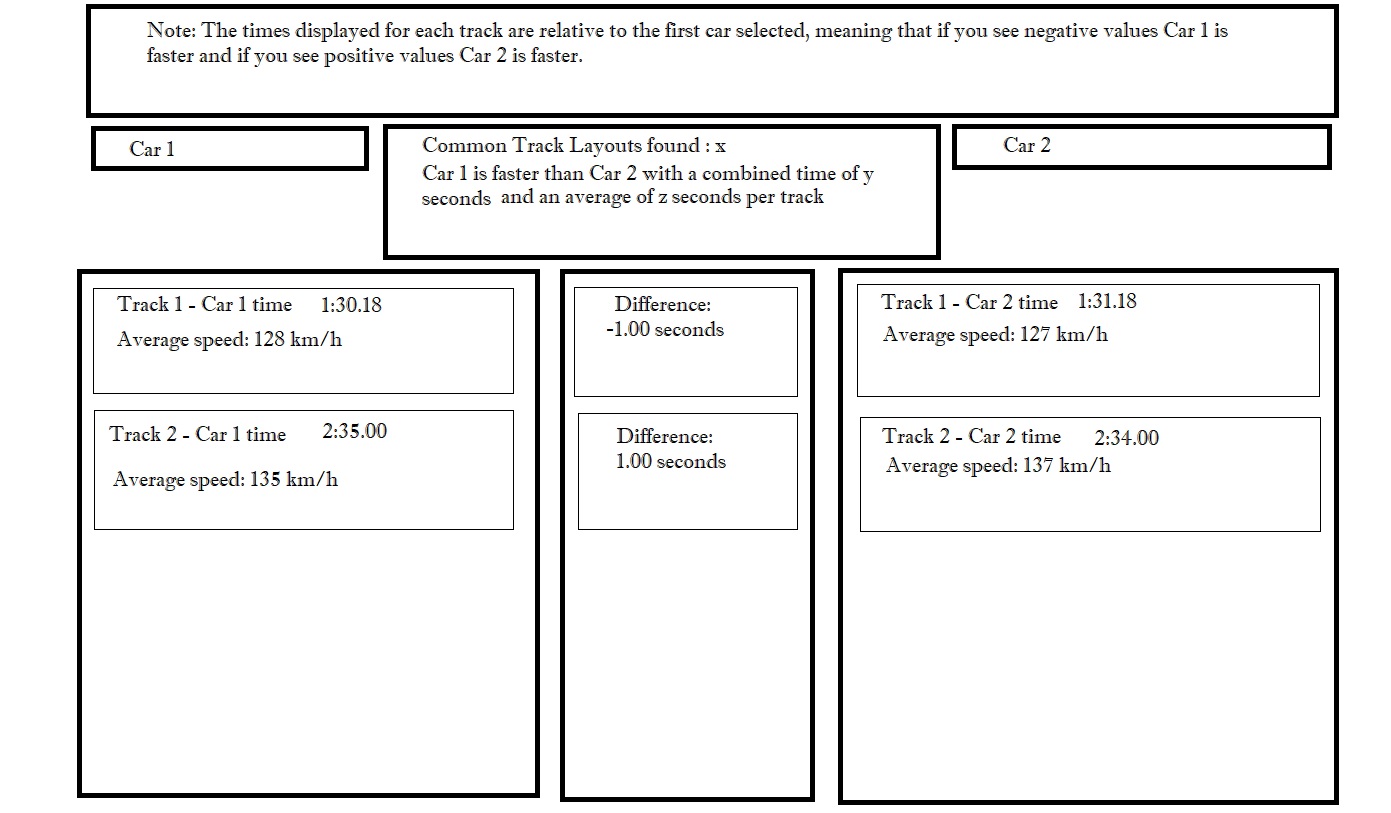 Note: The times displayed for each track are relative to the first car selected, meaning that if you see negative values Car 1 is
faster and if you see positive values Car 2 is faster.
Car 1
Common Track Layouts found : x
Car 1 is faster than Car 2 with a combined time of y
seconds and an average of z seconds per track
Car 2
Track 1 - Car 1 time 1:30.18
Average speed: 128 km/h
Difference:
-1.00 seconds
Track 1 - Car 2 time 1:31.18
Average speed: 127 km/h
Track 2 - Car 1 time 2:35.00
Average speed: 135 km/h
Difference:
1.00 seconds
Track 2 - Car 2 time 2:34.00
Average speed: 137 km/h